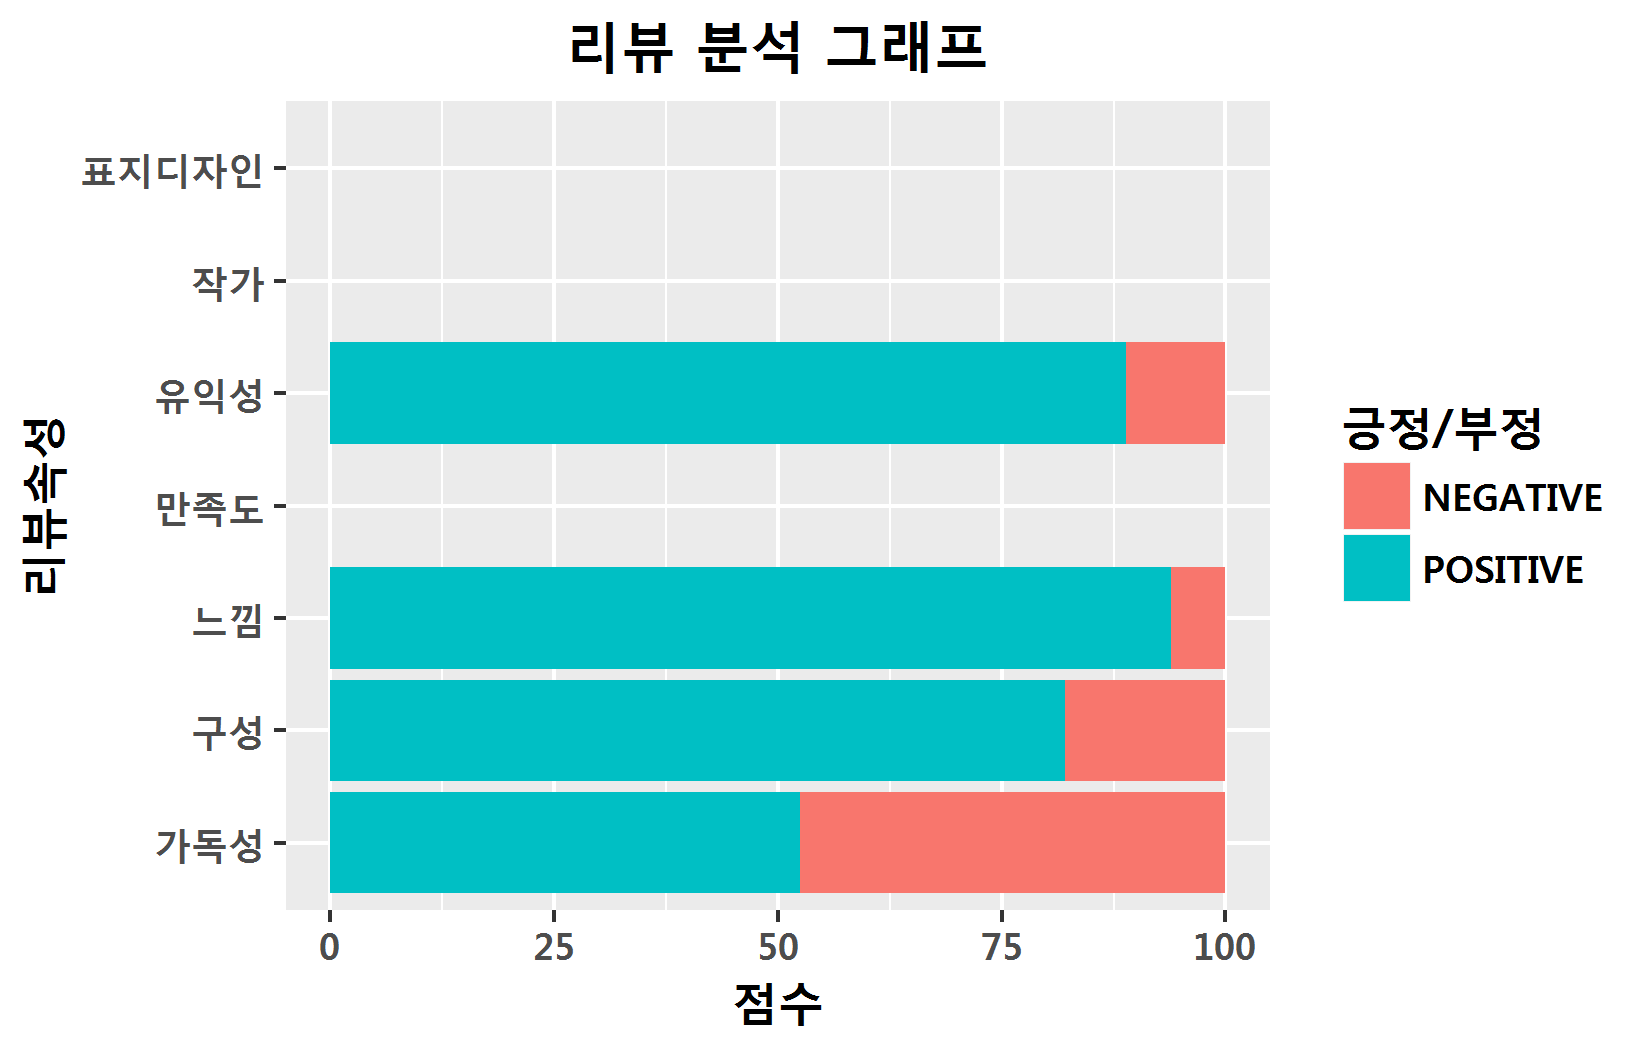 리뷰 분석 그래프
리뷰속성
표지디자인
작가
유익성
만족도
느낌
구성
가독성
0 25 50 75 100
점수
긍정/부정
NEGATIVE
POSITIVE